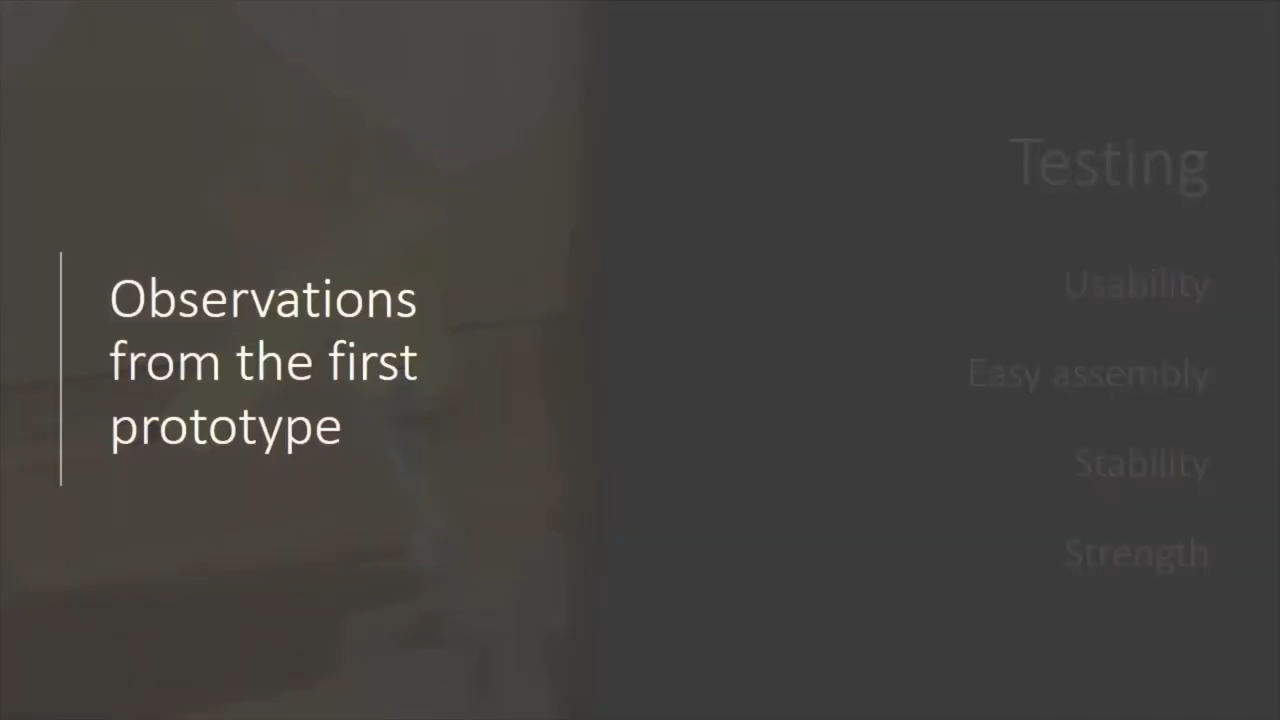 Observations
from the first
prototype
Testing
Usability
Easy assembly
Stability
Strength